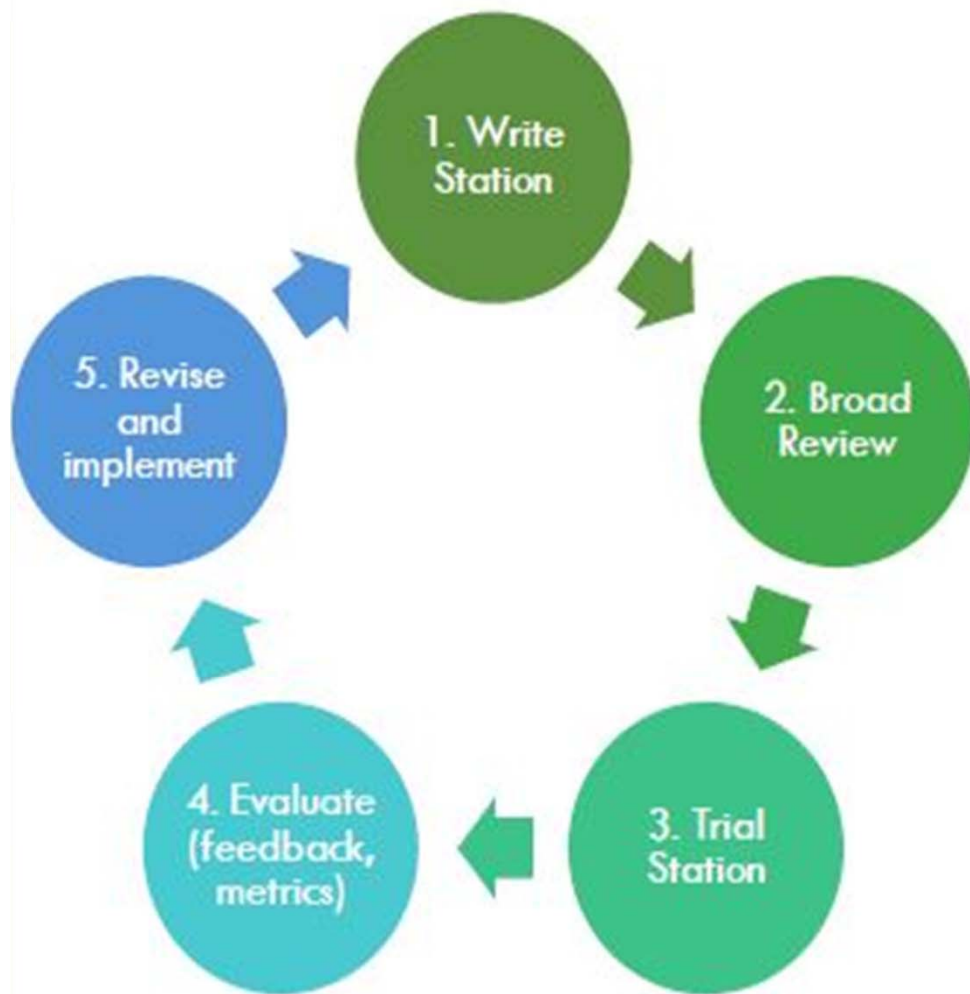 1. Write
Station
2. Broad
Review
3. Trial
Station
4. Evaluate
(feedback,
metrics)
5. Revise
and
implement